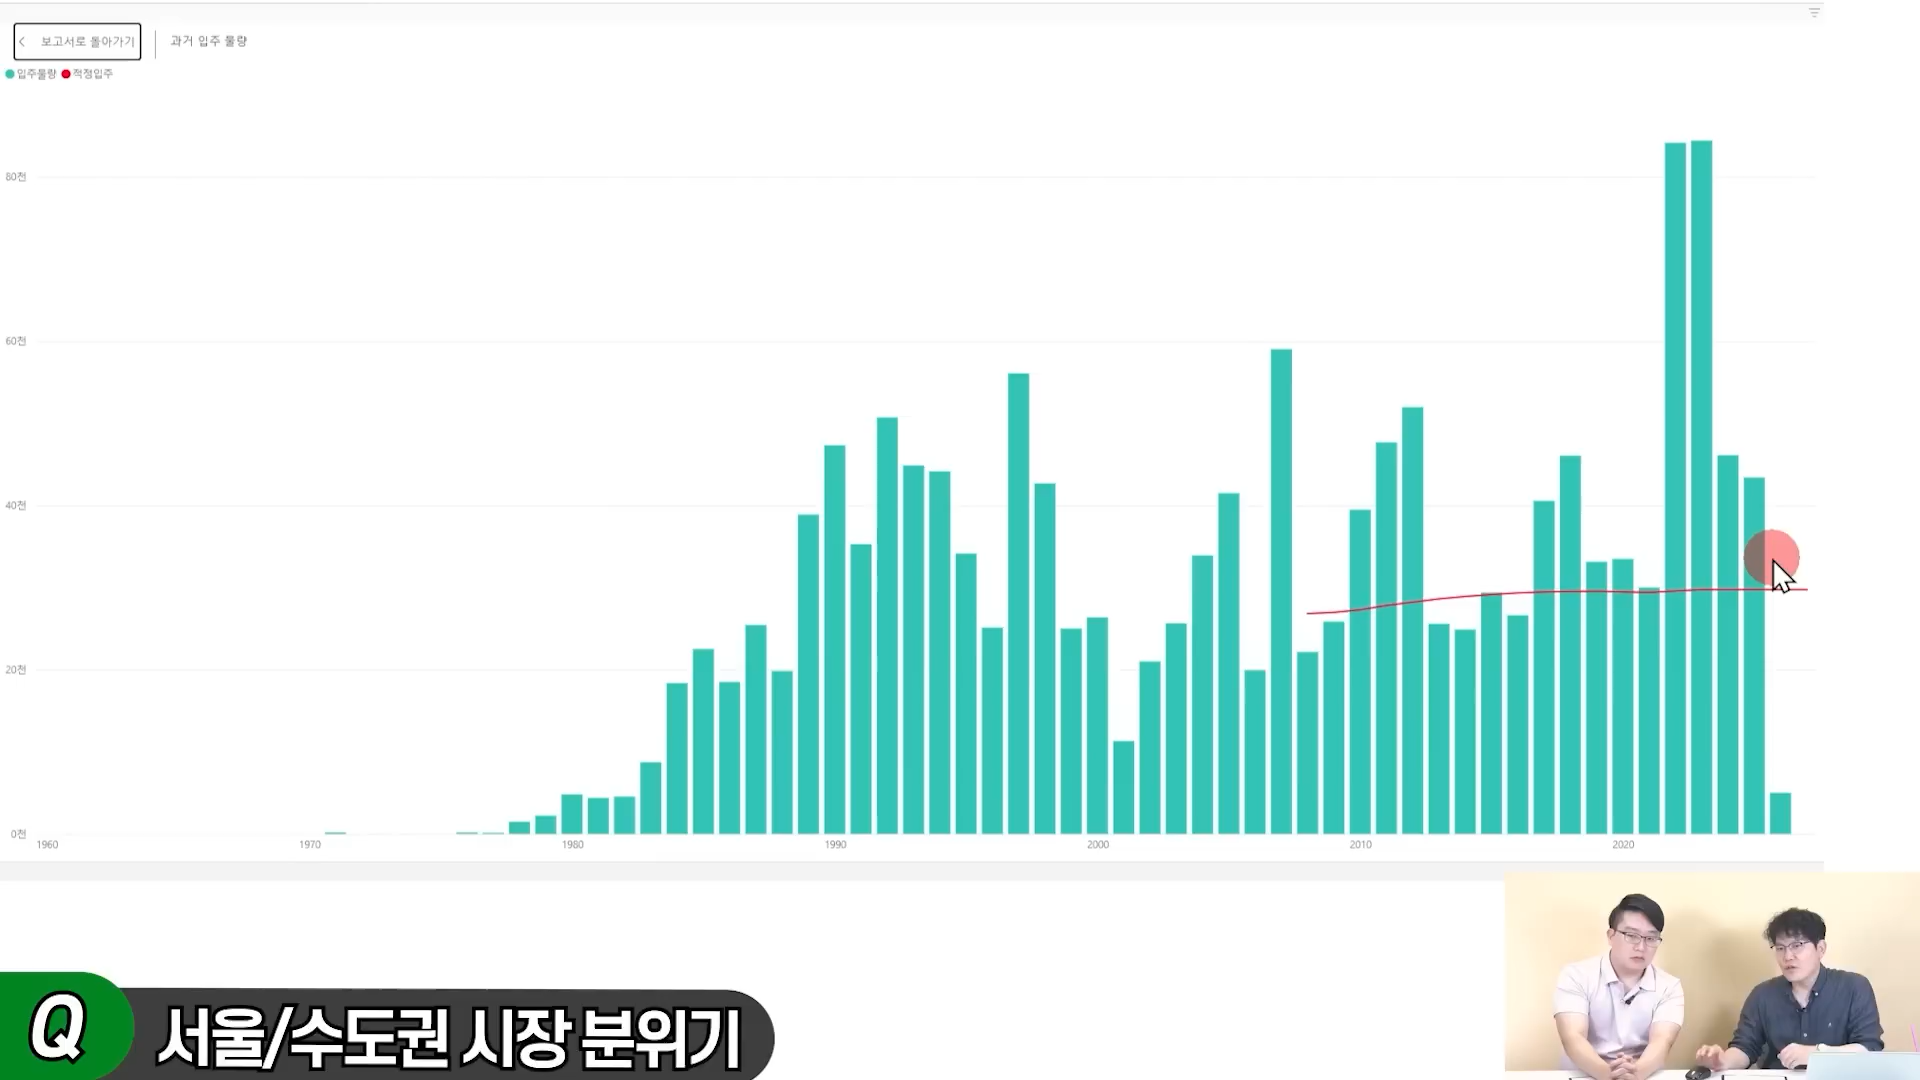 보고서로 돌아가기
과거 입주 물량
입주물량 적정입주
80천
60천
40천
20천
0천
1960 1970 1980 1990 2000 2010 2020
Q 서울/수도권 시장 분위기